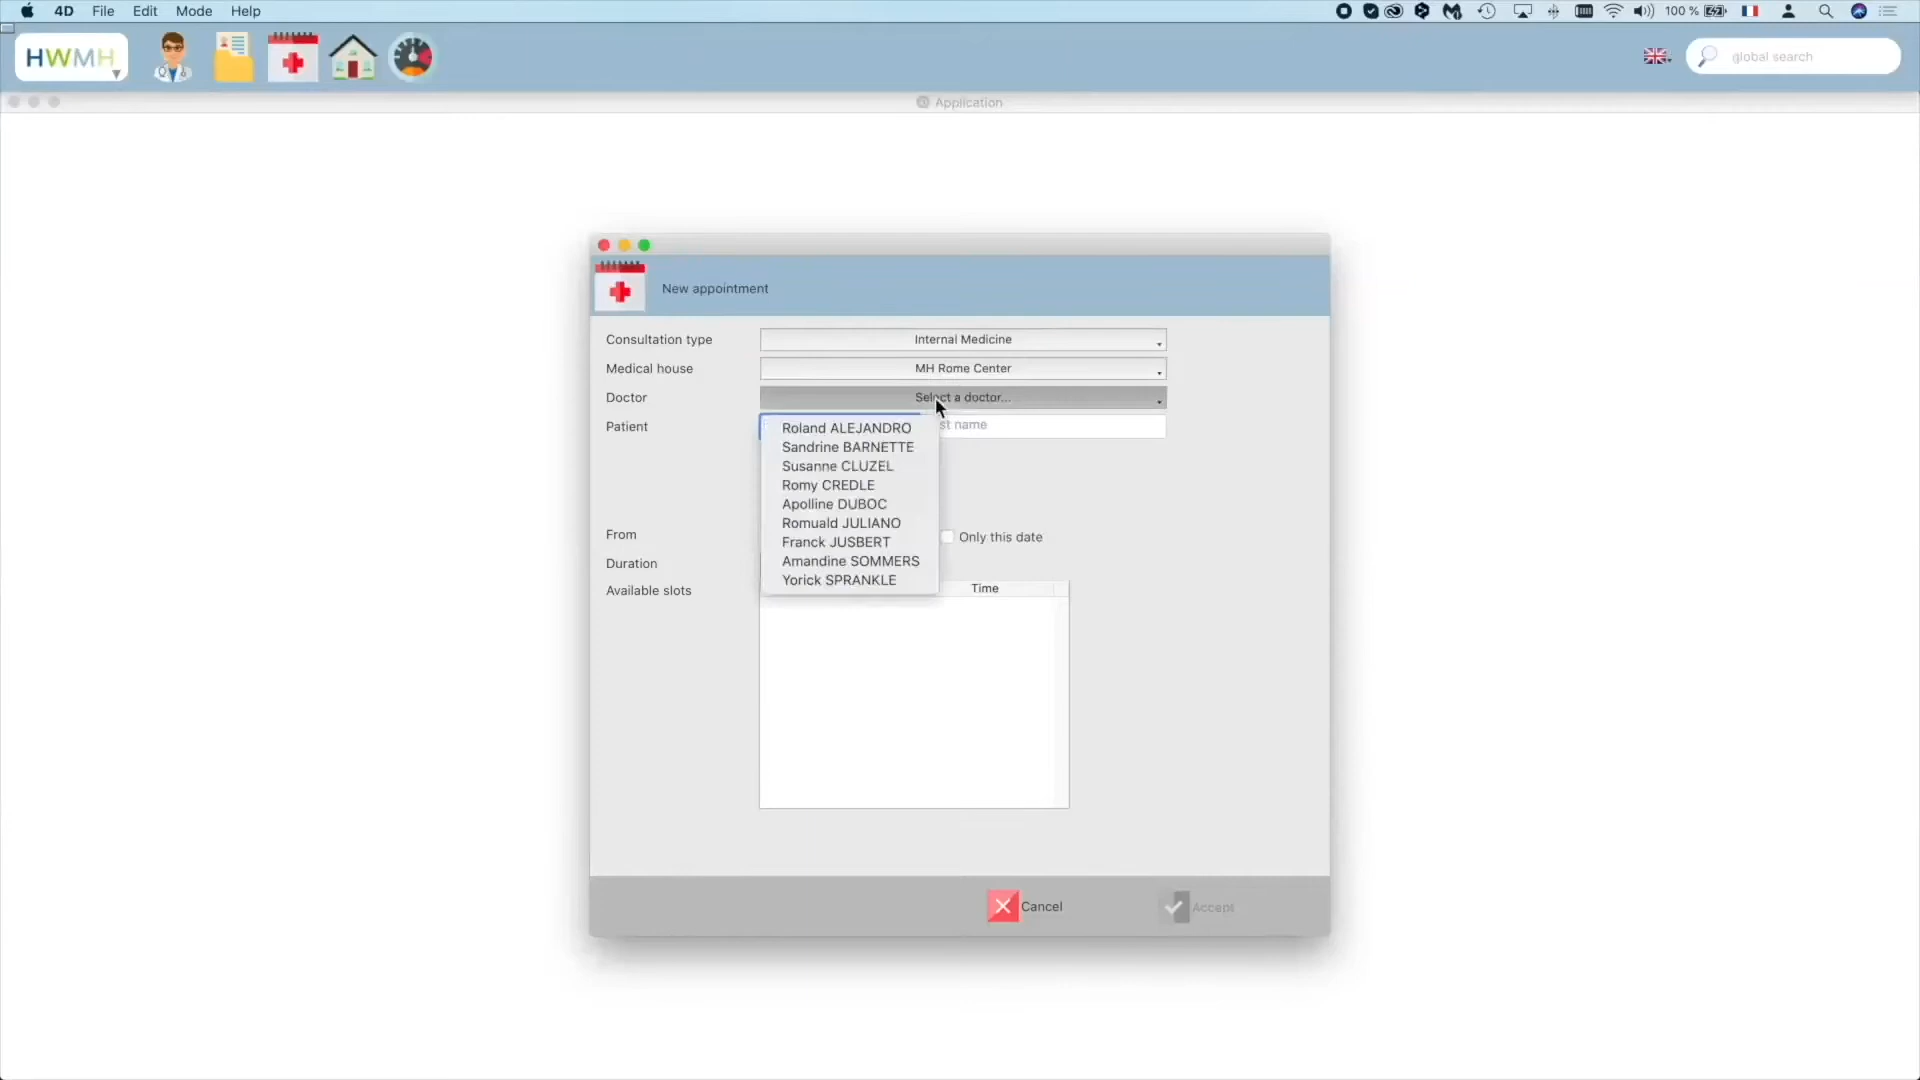 4D File Edit Mode Help 100 %
HWMH global search
Application
New appointment
Consultation type Internal Medicine
Medical house MH Rome Center
Doctor Select a doctor...
Patient st name
Roland ALEJANDRO
Sandrine BARNETTE
Susanne CLUZEL
Romy CREDLE
Apolline DUBOC
Romuald JULIANO
Franck JUSBERT
Amandine SOMMERS
Yorick SPRANKLE
From Only this date
Duration
Available slots Time
Cancel Accept